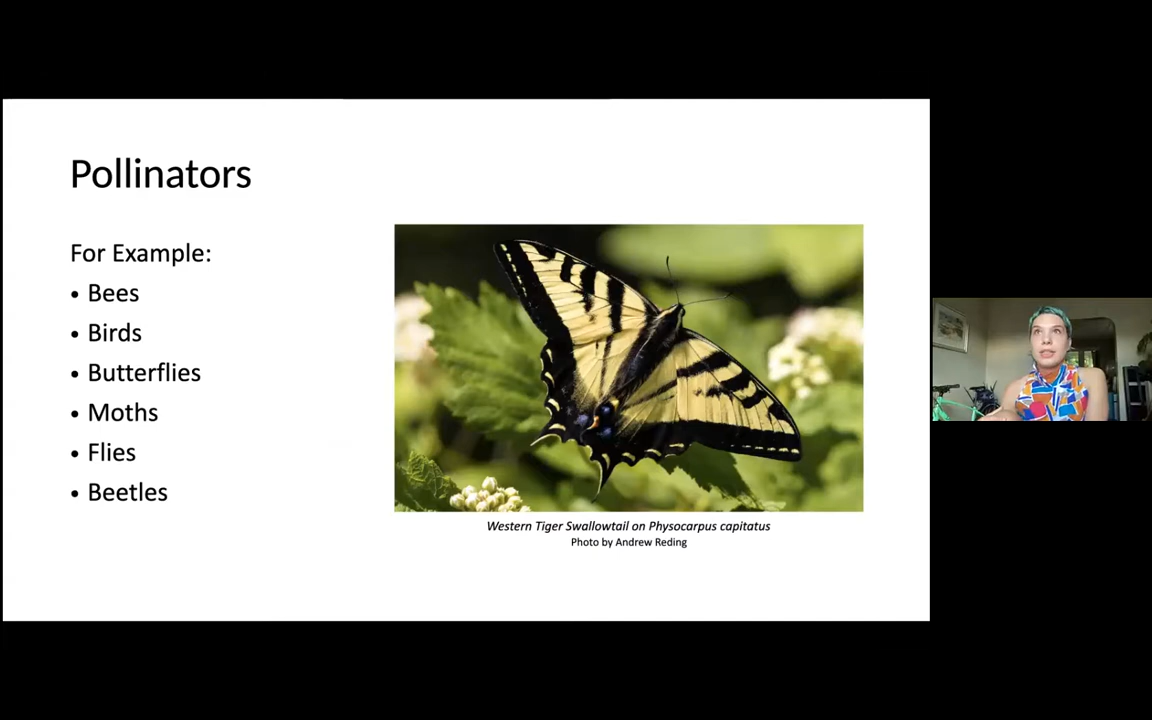 Pollinators
For Example:
• Bees
• Birds
• Butterflies
• Moths
• Flies
• Beetles
Western Tiger Swallowtail on Physocarpus capitatus
Photo by Andrew Reding